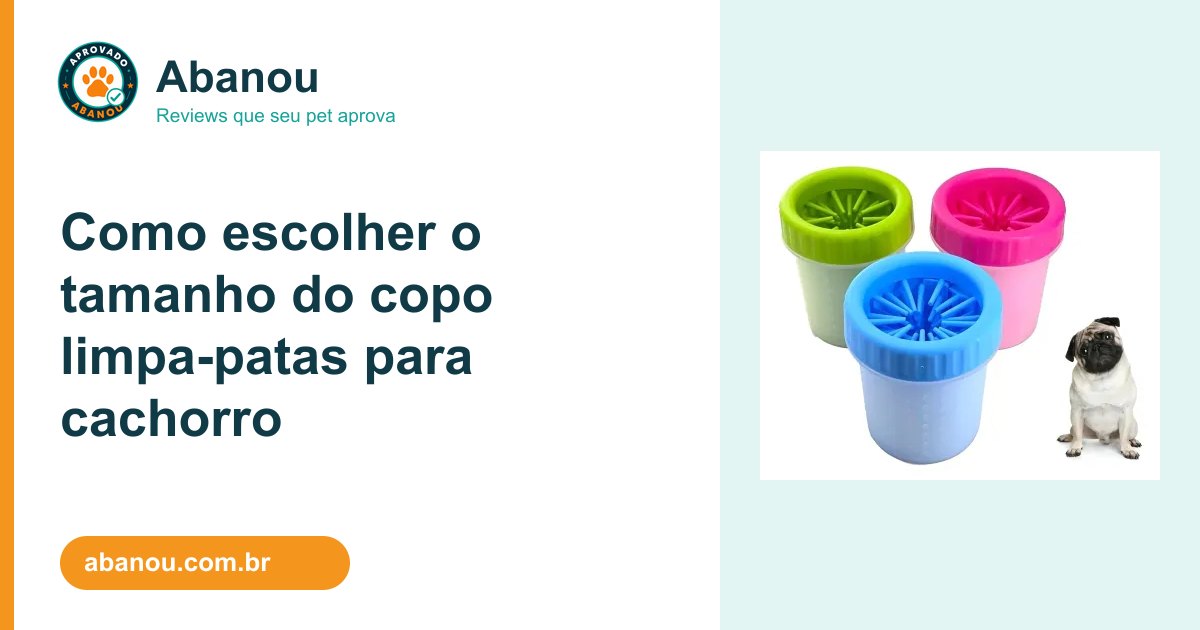 APROVADO
ABANOU
Abanou
Reviews que seu pet aprova
Como escolher o
tamanho do copo
limpa-patas para
cachorro
abanou.com.br